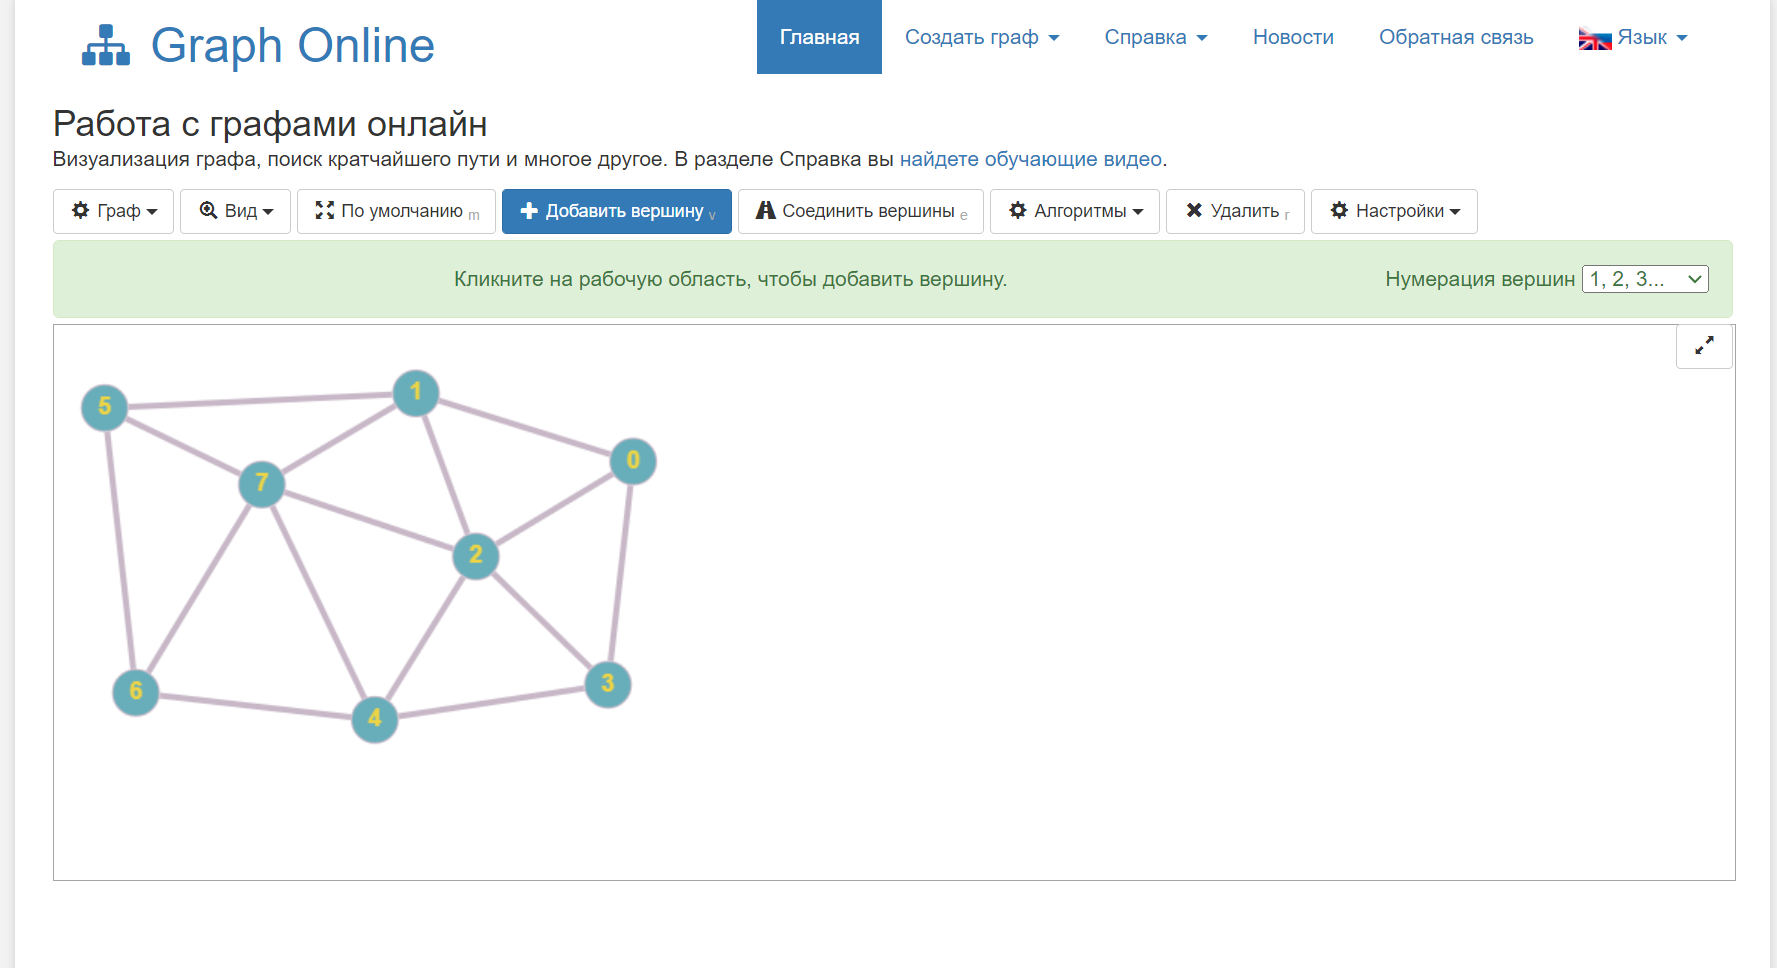 Graph Online
Главная
Создать граф
Справка
Новости
Обратная связь
Язык
Работа с графами онлайн
Визуализация графа, поиск кратчайшего пути и многое другое. В разделе Справка вы найдете обучающие видео.
Граф
Вид
По умолчанию m
Добавить вершину v
Соединить вершины e
Алгоритмы
Удалить r
Настройки
Кликните на рабочую область, чтобы добавить вершину.
Нумерация вершин 1, 2, 3...
1
5
0
7
2
3
6
4